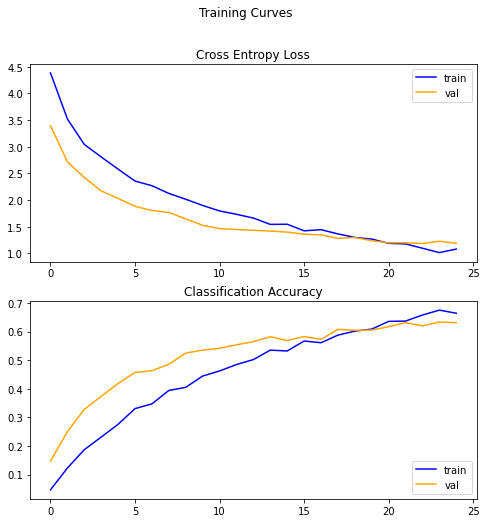 Training Curves
Cross Entropy Loss
4.5
4.0
3.5
3.0
2.5
2.0
1.5
1.0
train
val
0 5 10 15 20 25
Classification Accuracy
0.7
0.6
0.5
0.4
0.3
0.2
0.1
train
val
0 5 10 15 20 25